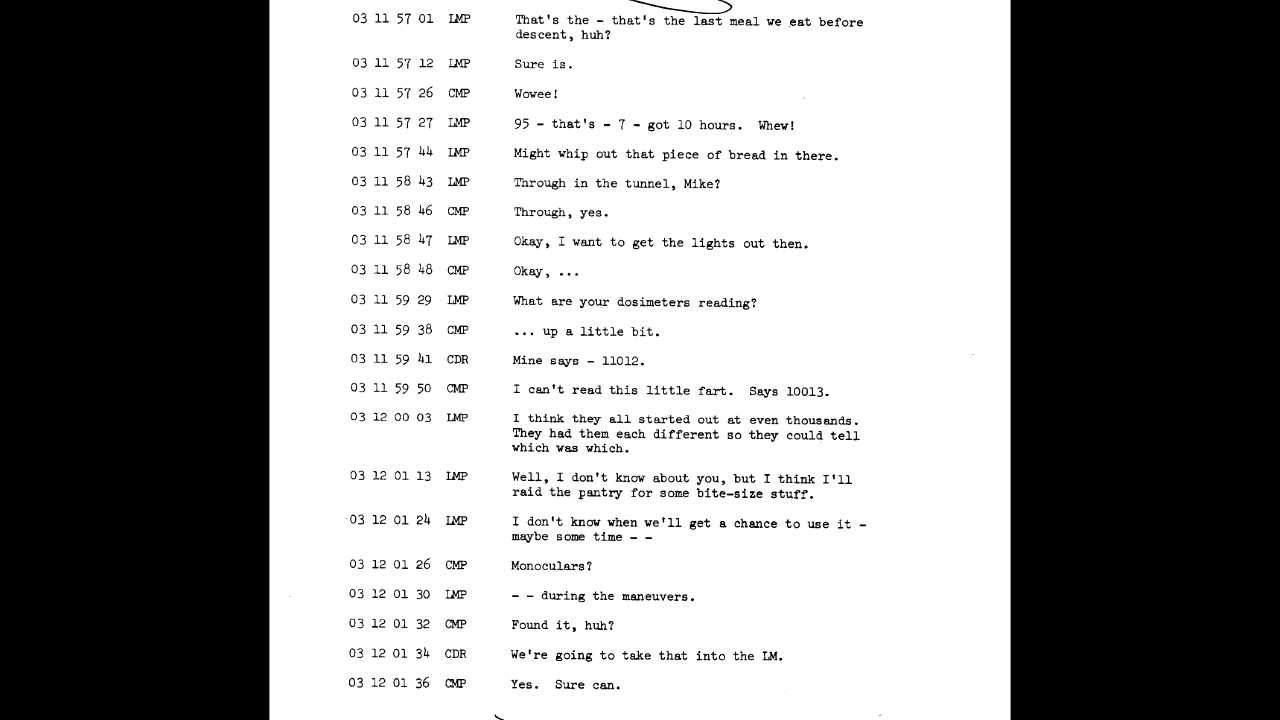 03 11 57 01 LMP That's the - that's the last meal we eat before
descent, huh?
03 11 57 12 LMP Sure is.
03 11 57 26 CMP Wowee!
03 11 57 27 LMP 95 - that's - 7 - got 10 hours. Whew!
03 11 57 44 LMP Might whip out that piece of bread in there.
03 11 58 43 LMP Through in the tunnel, Mike?
03 11 58 46 CMP Through, yes.
03 11 58 47 LMP Okay, I want to get the lights out then.
03 11 58 48 CMP Okay, ...
03 11 59 29 LMP What are your dosimeters reading?
03 11 59 38 CMP ... up a little bit.
03 11 59 41 CDR Mine says - 11012.
03 11 59 50 CMP I can't read this little fart. Says 10013.
03 12 00 03 LMP I think they all started out at even thousands.
They had them each different so they could tell
which was which.
03 12 01 13 LMP Well, I don't know about you, but I think I'll
raid the pantry for some bite-size stuff.
03 12 01 24 LMP I don't know when we'll get a chance to use it -
maybe some time - -
03 12 01 26 CMP Monoculars?
03 12 01 30 LMP - - during the maneuvers.
03 12 01 32 CMP Found it, huh?
03 12 01 34 CDR We're going to take that into the LM.
03 12 01 36 CMP Yes. Sure can.